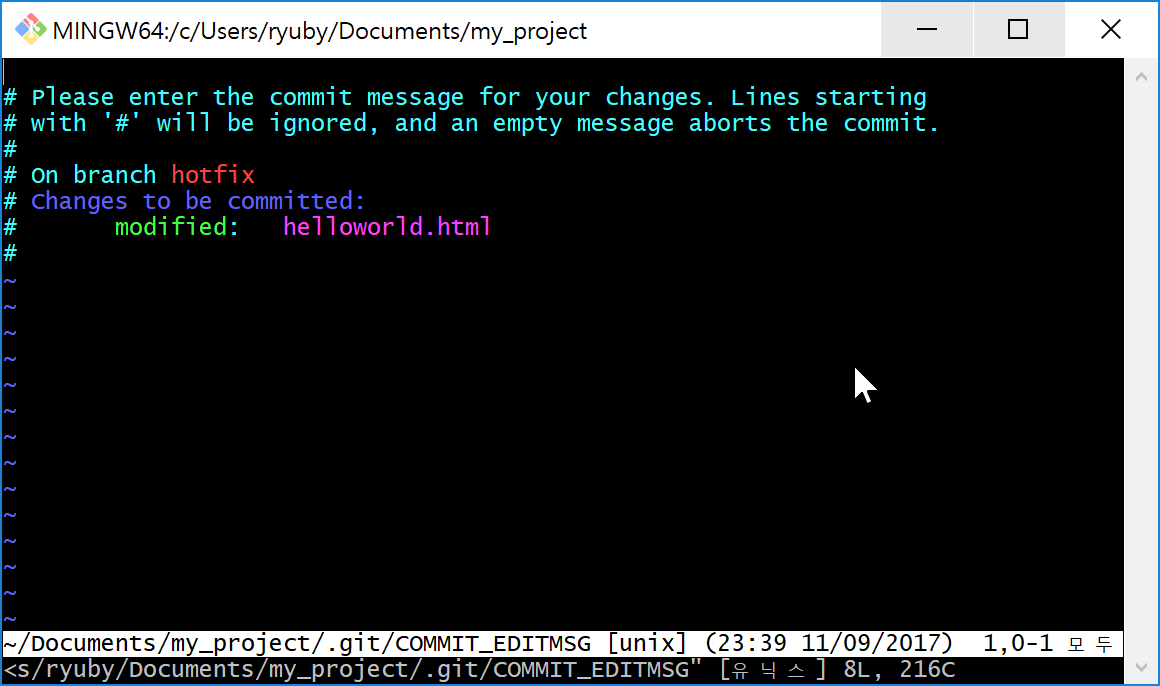 MINGW64:/c/Users/ryuby/Documents/my_project
# Please enter the commit message for your changes. Lines starting
# with '#' will be ignored, and an empty message aborts the commit.
#
# On branch hotfix
# Changes to be committed:
#       modified:   helloworld.html
#
~
~
~
~
~
~
~
~
~
~
~
~
~
~
~/Documents/my_project/.git/COMMIT_EDITMSG [unix] (23:39 11/09/2017)  1,0-1 모두
<s/ryuby/Documents/my_project/.git/COMMIT_EDITMSG" [유닉스] 8L, 216C